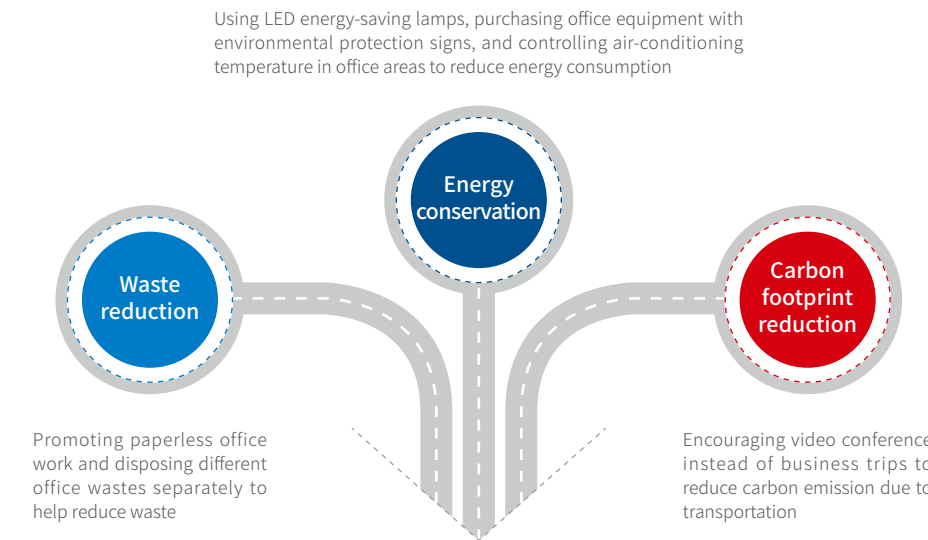 Using LED energy-saving lamps, purchasing office equipment with
environmental protection signs, and controlling air-conditioning
temperature in office areas to reduce energy consumption
Energy
conservation
Waste
reduction
Carbon
footprint
reduction
Promoting paperless office
work and disposing different
office wastes separately to
help reduce waste
Encouraging video conference
instead of business trips to
reduce carbon emission due to
transportation